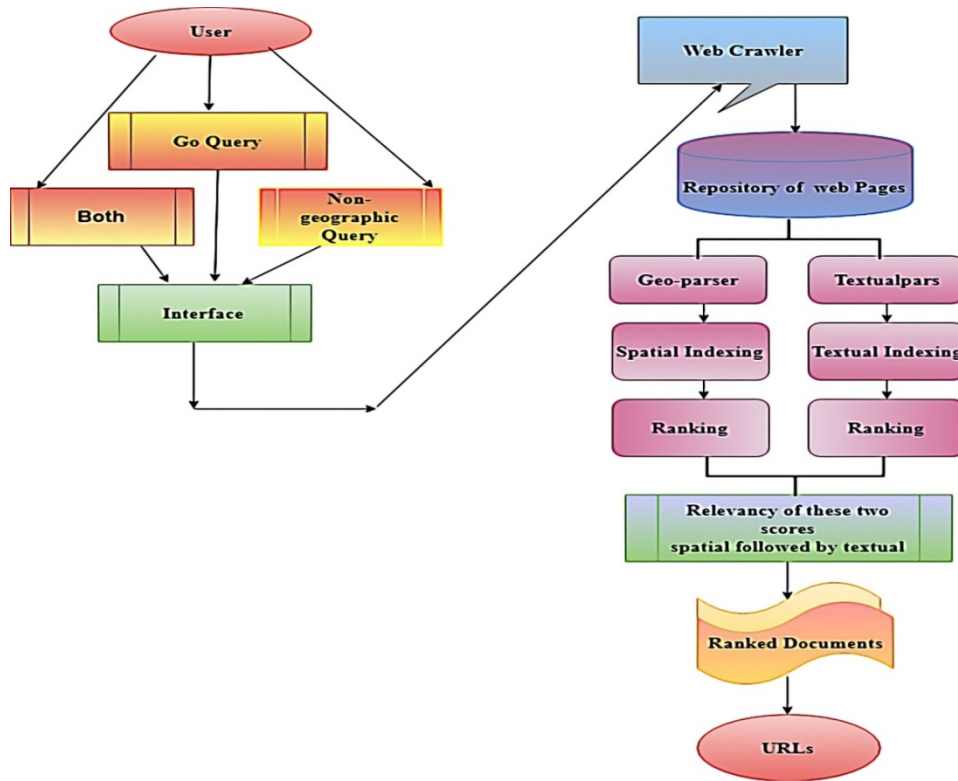 User
Go Query
Both
Non-
geographic
Query
Interface
Web Crawler
Repository of web Pages
Geo-parser
Textualpars
Spatial Indexing
Textual Indexing
Ranking
Ranking
Relevancy of these two
scores
spatial followed by textual
Ranked Documents
URLs